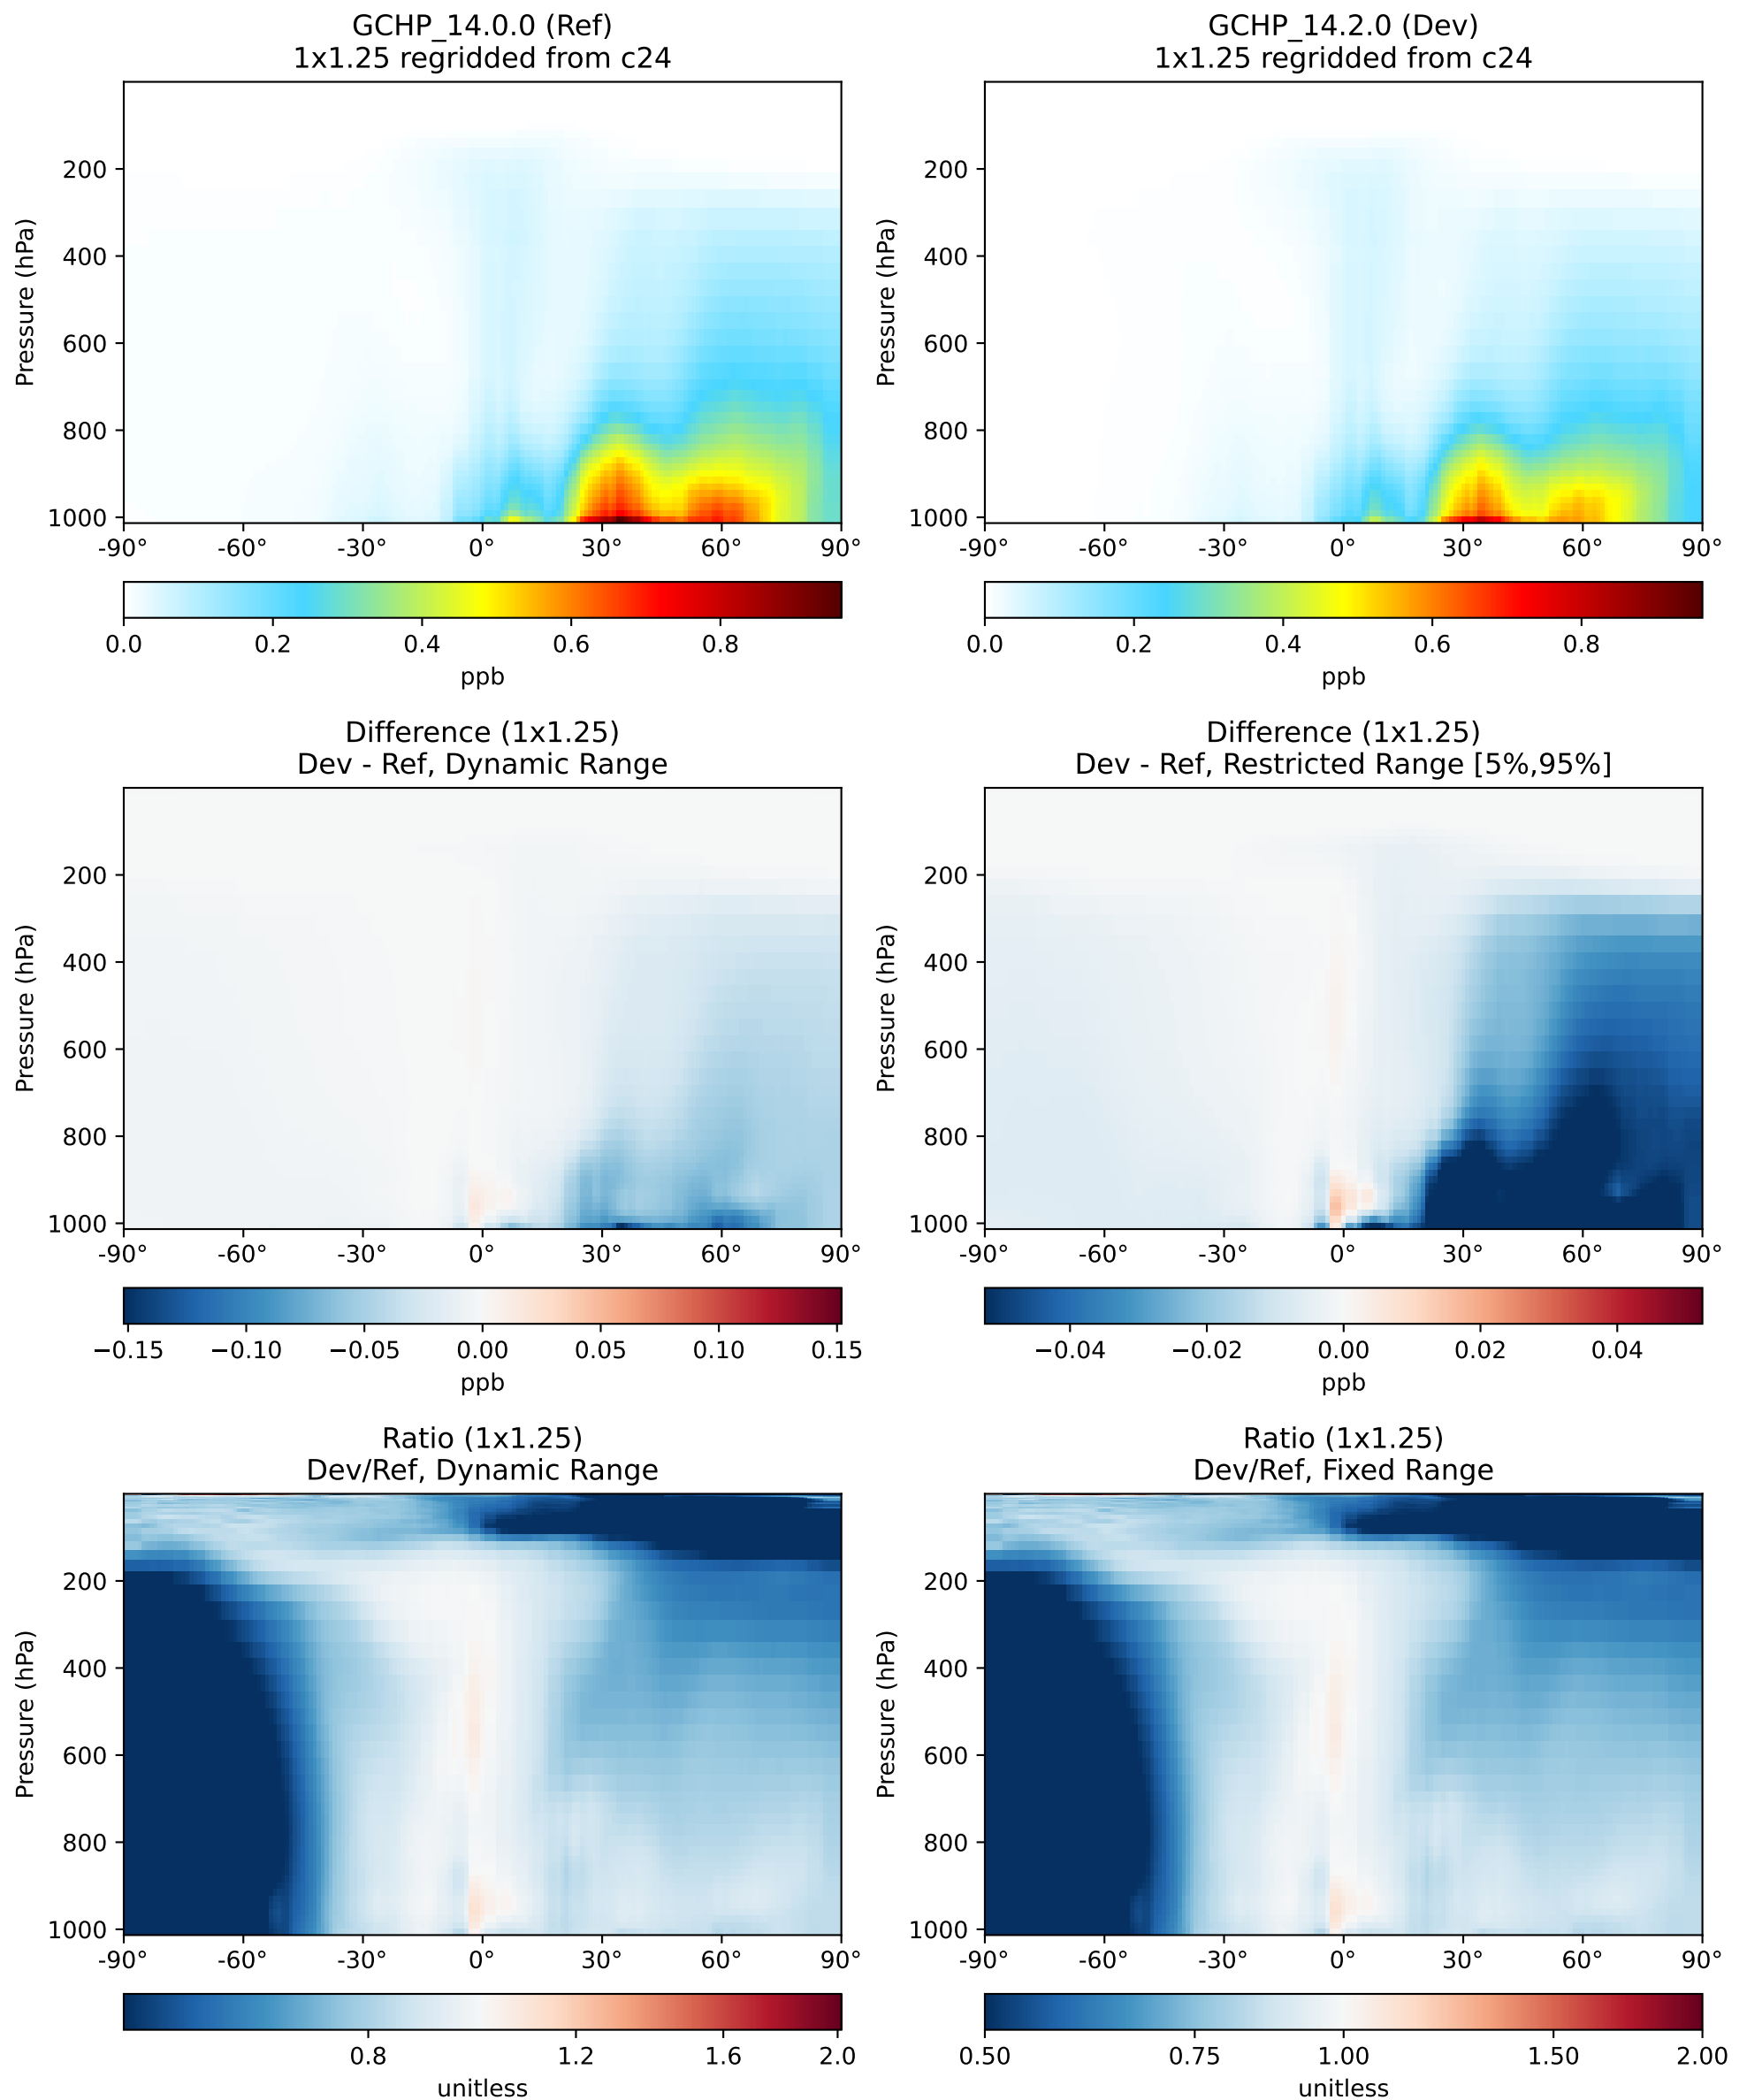 GCHP_14.0.0 (Ref)
1x1.25 regridded from c24
GCHP_14.2.0 (Dev)
1x1.25 regridded from c24
Pressure (hPa)
200
400
600
800
1000
-90° -60° -30° 0° 30° 60° 90°
0.0 0.2 0.4 0.6 0.8
ppb
Pressure (hPa)
200
400
600
800
1000
-90° -60° -30° 0° 30° 60° 90°
0.0 0.2 0.4 0.6 0.8
ppb
Difference (1x1.25)
Dev - Ref, Dynamic Range
Difference (1x1.25)
Dev - Ref, Restricted Range [5%,95%]
Pressure (hPa)
200
400
600
800
1000
-90° -60° -30° 0° 30° 60° 90°
−0.15 −0.10 −0.05 0.00 0.05 0.10 0.15
ppb
Pressure (hPa)
200
400
600
800
1000
-90° -60° -30° 0° 30° 60° 90°
−0.04 −0.02 0.00 0.02 0.04
ppb
Ratio (1x1.25)
Dev/Ref, Dynamic Range
Ratio (1x1.25)
Dev/Ref, Fixed Range
Pressure (hPa)
200
400
600
800
1000
-90° -60° -30° 0° 30° 60° 90°
0.8 1.2 1.6 2.0
unitless
Pressure (hPa)
200
400
600
800
1000
-90° -60° -30° 0° 30° 60° 90°
0.50 0.75 1.00 1.50 2.00
unitless